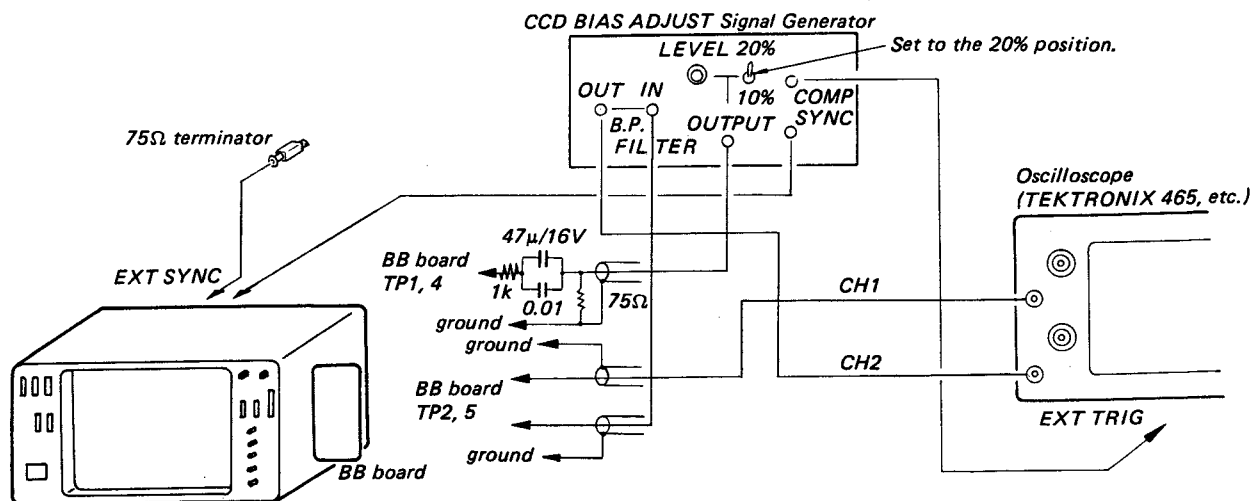 CCD BIAS ADJUST Signal Generator
LEVEL 20%
Set to the 20% position.
10%
OUT IN
COMP
SYNC
B.P.
FILTER
OUTPUT
75Ω terminator
Oscilloscope
(TEKTRONIX 465, etc.)
EXT SYNC
47μ/16V
BB board
TP1, 4
1k
0.01
75Ω
ground
ground
CH1
CH2
BB board
TP2, 5
ground
EXT TRIG
BB board